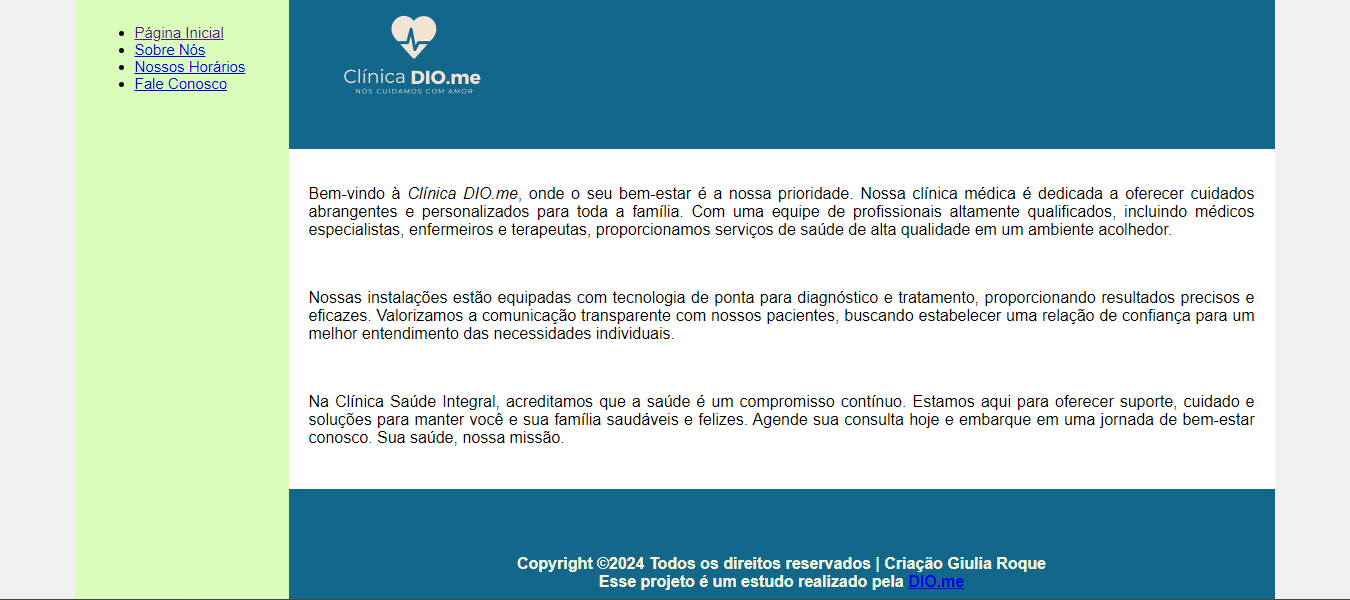 Página Inicial
Sobre Nós
Nossos Horários
Fale Conosco
Clínica DIO.me
NÓS CUIDAMOS COM AMOR
Bem-vindo à Clínica DIO.me, onde o seu bem-estar é a nossa prioridade. Nossa clínica médica é dedicada a oferecer cuidados
abrangentes e personalizados para toda a família. Com uma equipe de profissionais altamente qualificados, incluindo médicos
especialistas, enfermeiros e terapeutas, proporcionamos serviços de saúde de alta qualidade em um ambiente acolhedor.
Nossas instalações estão equipadas com tecnologia de ponta para diagnóstico e tratamento, proporcionando resultados precisos e
eficazes. Valorizamos a comunicação transparente com nossos pacientes, buscando estabelecer uma relação de confiança para um
melhor entendimento das necessidades individuais.
Na Clínica Saúde Integral, acreditamos que a saúde é um compromisso contínuo. Estamos aqui para oferecer suporte, cuidado e
soluções para manter você e sua família saudáveis e felizes. Agende sua consulta hoje e embarque em uma jornada de bem-estar
conosco. Sua saúde, nossa missão.
Copyright ©2024 Todos os direitos reservados | Criação Giulia Roque
Esse projeto é um estudo realizado pela DIO.me